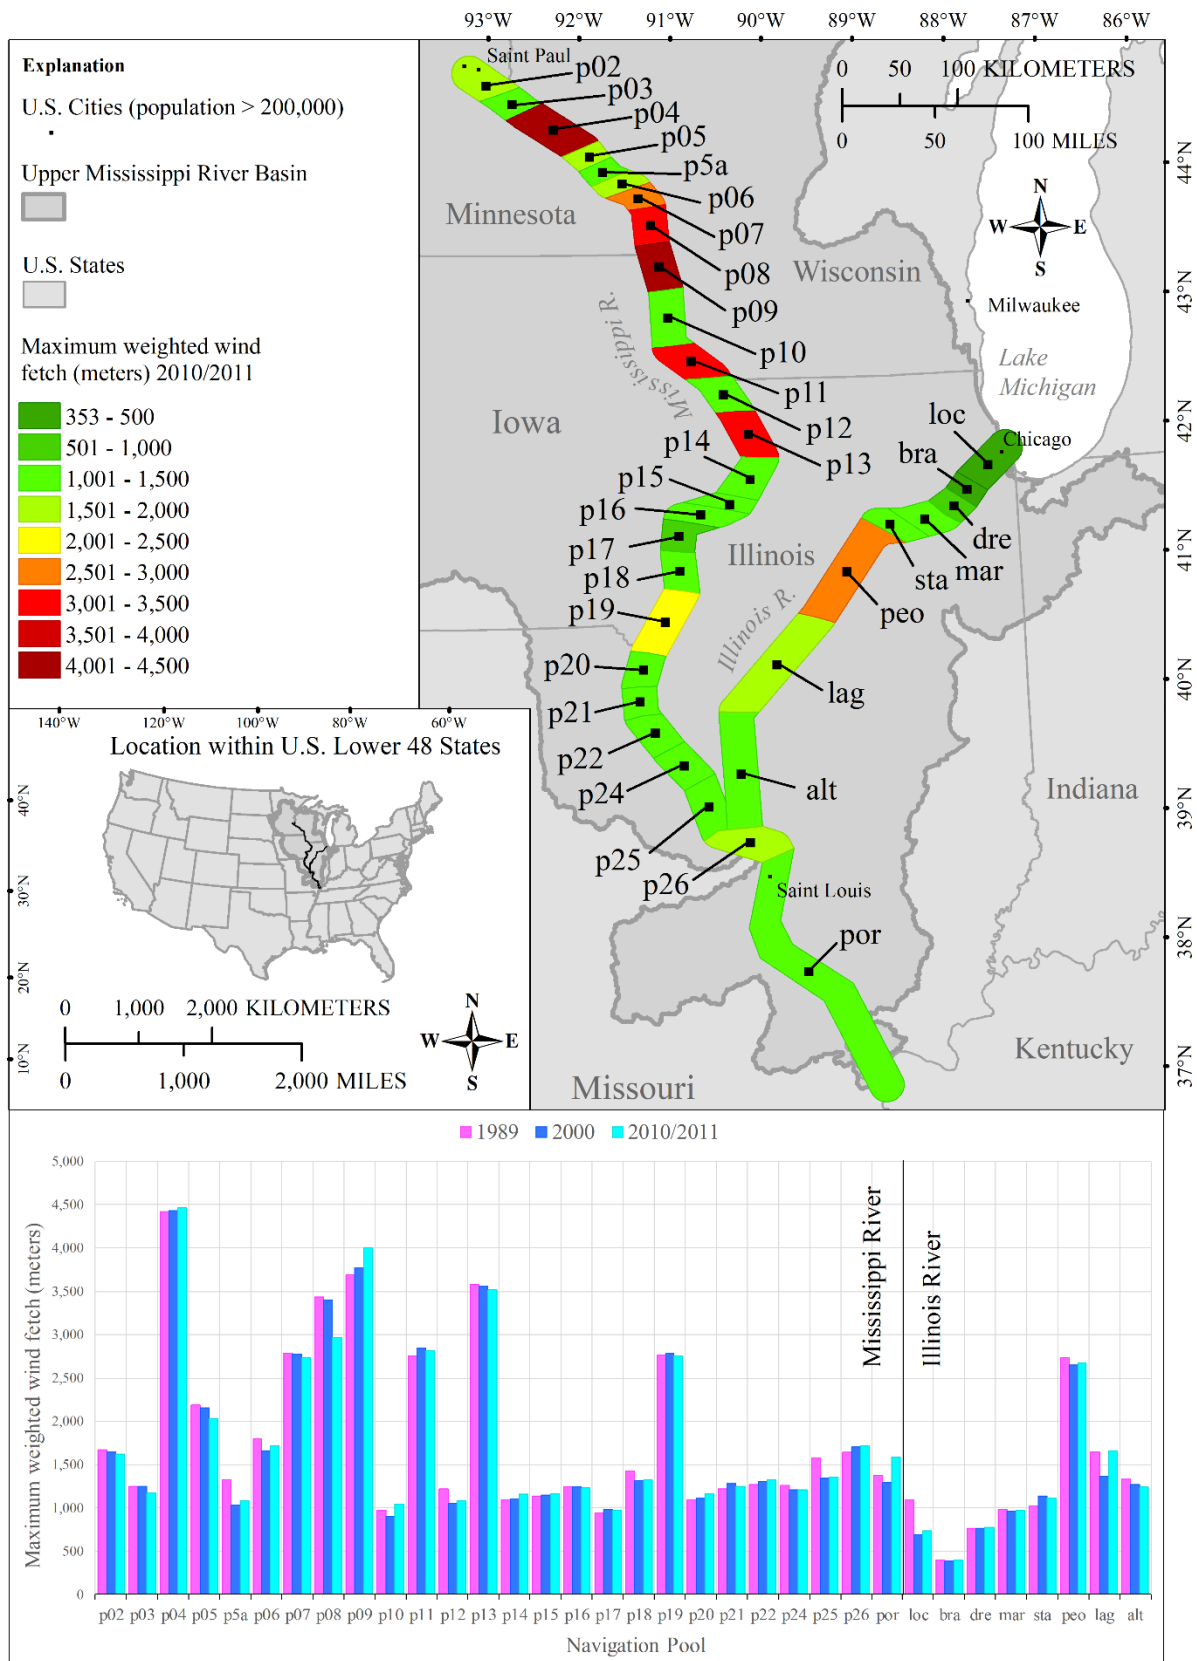 93°W 92°W 91°W 90°W 89°W 88°W 87°W 86°W
Explanation
U.S. Cities (population > 200,000)
Upper Mississippi River Basin
U.S. States
Maximum weighted wind
fetch (meters) 2010/2011
353 - 500
501 - 1,000
1,001 - 1,500
1,501 - 2,000
2,001 - 2,500
2,501 - 3,000
3,001 - 3,500
3,501 - 4,000
4,001 - 4,500
Saint Paul
p02
p03
p04
p05
p5a
p06
p07
p08
p09
p10
p11
p12
p13
p14
p15
p16
p17
p18
p19
p20
p21
p22
p24
p25
p26
por
alt
lag
peo
sta
mar
dre
bra
loc
0 50 100 KILOMETERS
0 50 100 MILES
N
W E
S
Minnesota
Wisconsin
Milwaukee
Lake
Michigan
Chicago
Iowa
Mississippi R.
Illinois
Illinois R.
Indiana
Saint Louis
Missouri
Kentucky
44°N
43°N
42°N
41°N
40°N
39°N
38°N
37°N
140°W 120°W 100°W 80°W 60°W
Location within U.S. Lower 48 States
40°N
30°N
20°N
10°N
0 1,000 2,000 KILOMETERS
0 1,000 2,000 MILES
N
W E
S
1989 2000 2010/2011
Maximum weighted wind fetch (meters)
5,000
4,500
4,000
3,500
3,000
2,500
2,000
1,500
1,000
500
0
Mississippi River
Illinois River
p02 p03 p04 p05 p5a p06 p07 p08 p09 p10 p11 p12 p13 p14 p15 p16 p17 p18 p19 p20 p21 p22 p24 p25 p26 por loc bra dre mar sta peo lag alt
Navigation Pool